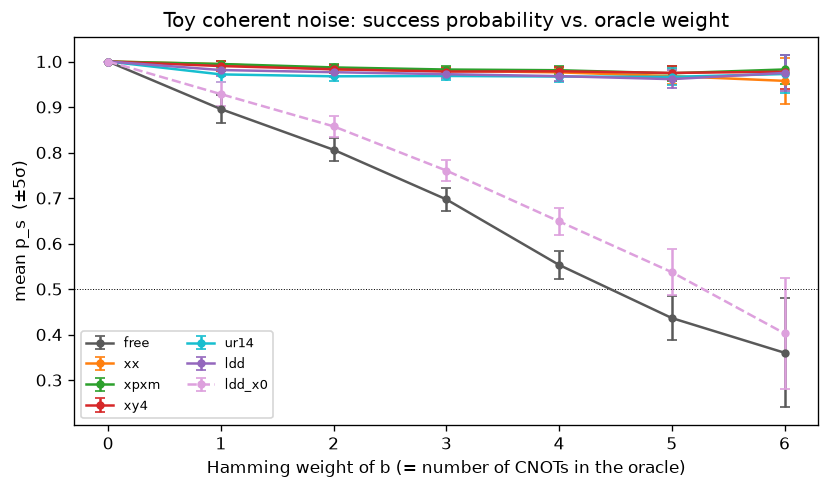 Toy coherent noise: success probability vs. oracle weight
mean p_s (±5σ)
1.0
0.9
0.8
0.7
0.6
0.5
0.4
0.3
free
xx
xpxm
xy4
ur14
ldd
ldd_x0
0 1 2 3 4 5 6
Hamming weight of b (= number of CNOTs in the oracle)